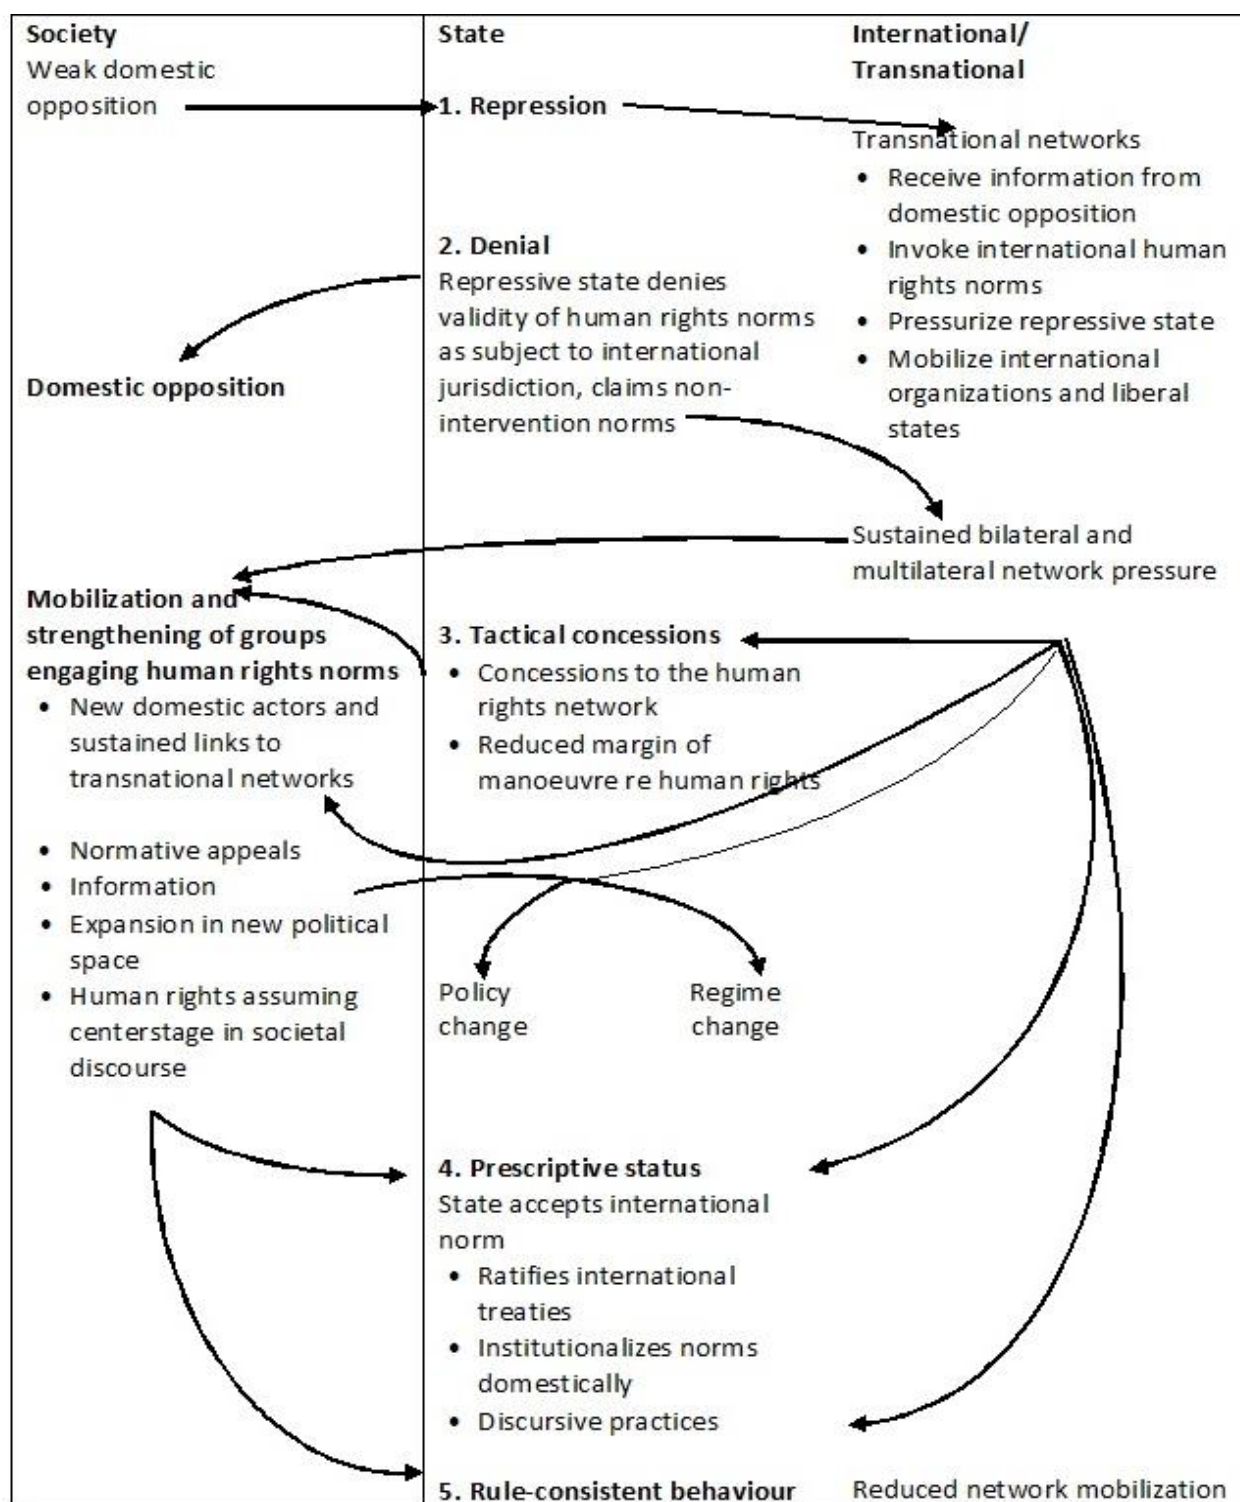 Society
Weak domestic
opposition
State
1. Repression
International/
Transnational
Transnational networks
• Receive information from
domestic opposition
• Invoke international human
rights norms
• Pressurize repressive state
• Mobilize international
organizations and liberal
states
2. Denial
Repressive state denies
validity of human rights norms
as subject to international
jurisdiction, claims non-
intervention norms
Domestic opposition
Sustained bilateral and
multilateral network pressure
Mobilization and
strengthening of groups
engaging human rights norms
• New domestic actors and
sustained links to
transnational networks
• Normative appeals
• Information
• Expansion in new political
space
• Human rights assuming
centerstage in societal
discourse
3. Tactical concessions
• Concessions to the human
rights network
• Reduced margin of
manoeuvre re human rights
Policy
change
Regime
change
4. Prescriptive status
State accepts international
norm
• Ratifies international
treaties
• Institutionalizes norms
domestically
• Discursive practices
5. Rule-consistent behaviour
Reduced network mobilization